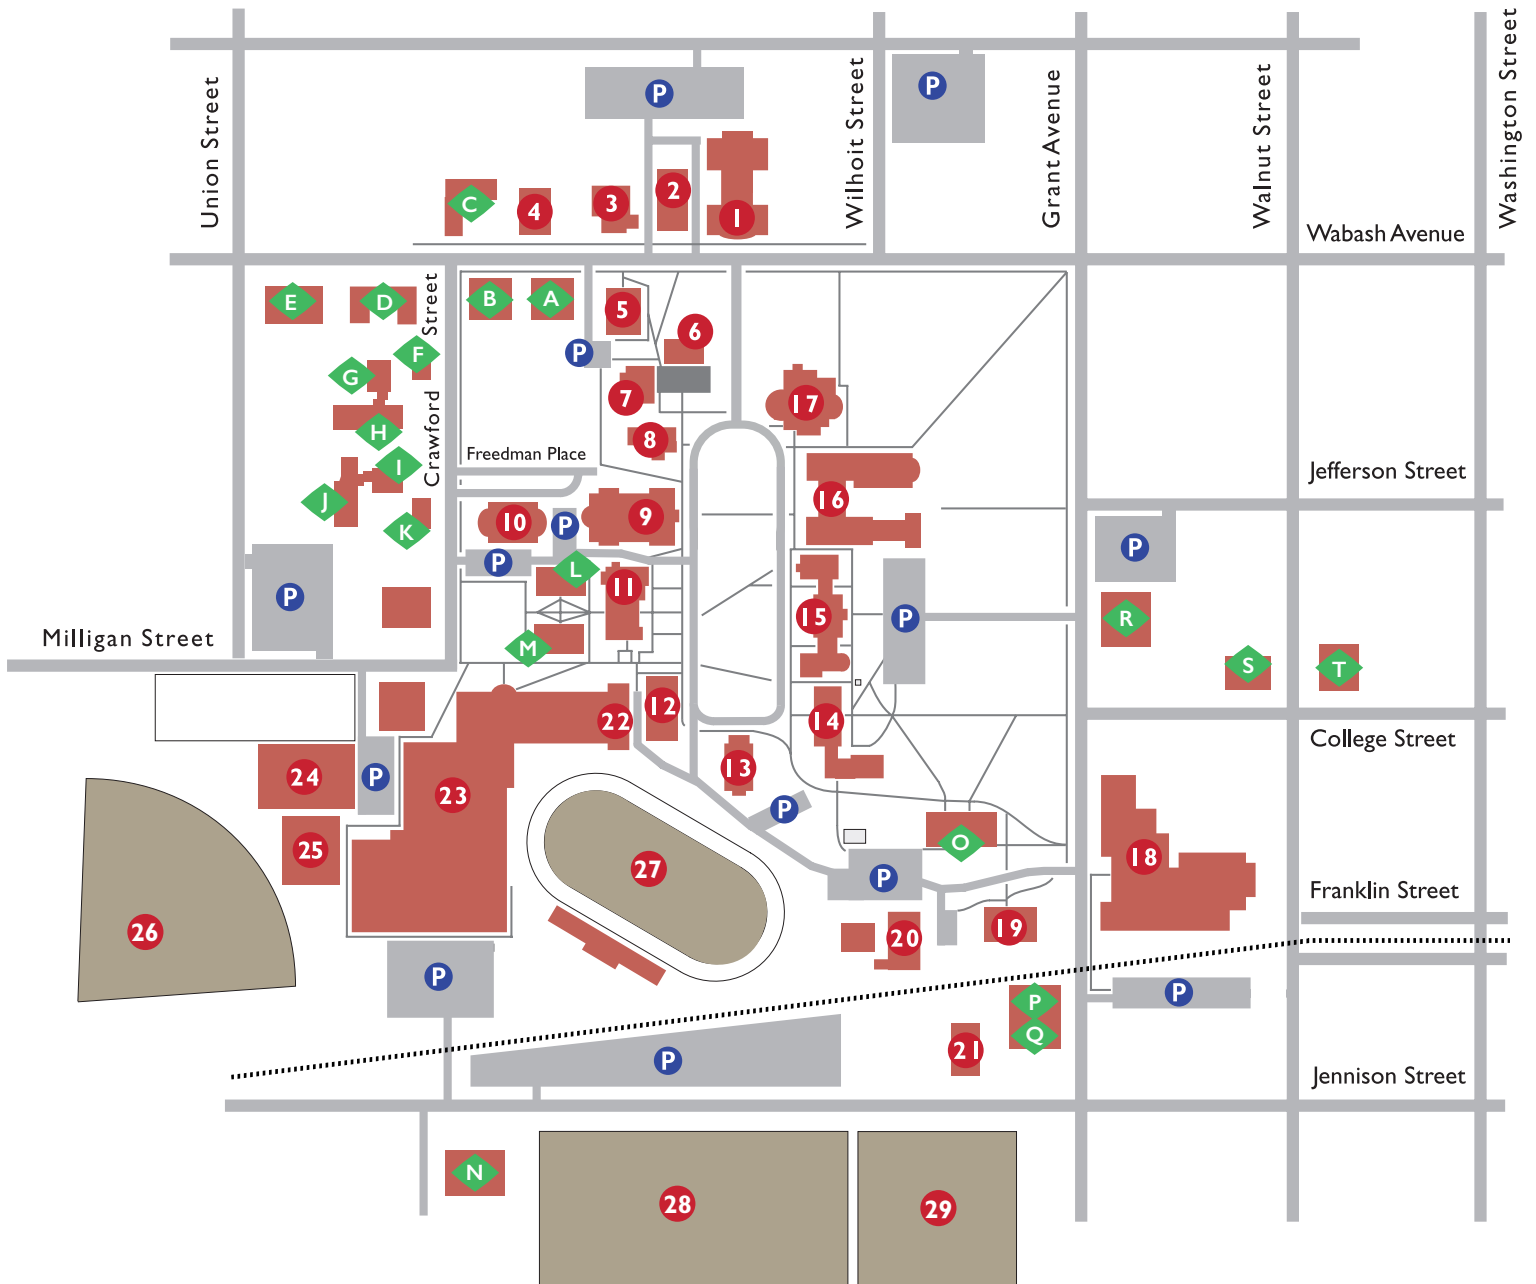 Union Street
Wilhoit Street
Grant Avenue
Walnut Street
Washington Street
P
P
C
4
3
2
1
Wabash Avenue
E
D
Crawford Street
B
A
5
6
F
P
G
7
17
H
8
Freedman Place
I
Jefferson Street
J
16
K
10
P
9
P
L
P
P
11
15
P
R
Milligan Street
M
S
T
12
22
14
College Street
24
P
23
13
P
25
27
O
18
P
Franklin Street
26
20
19
P
P
P
Q
P
21
Jennison Street
N
28
29